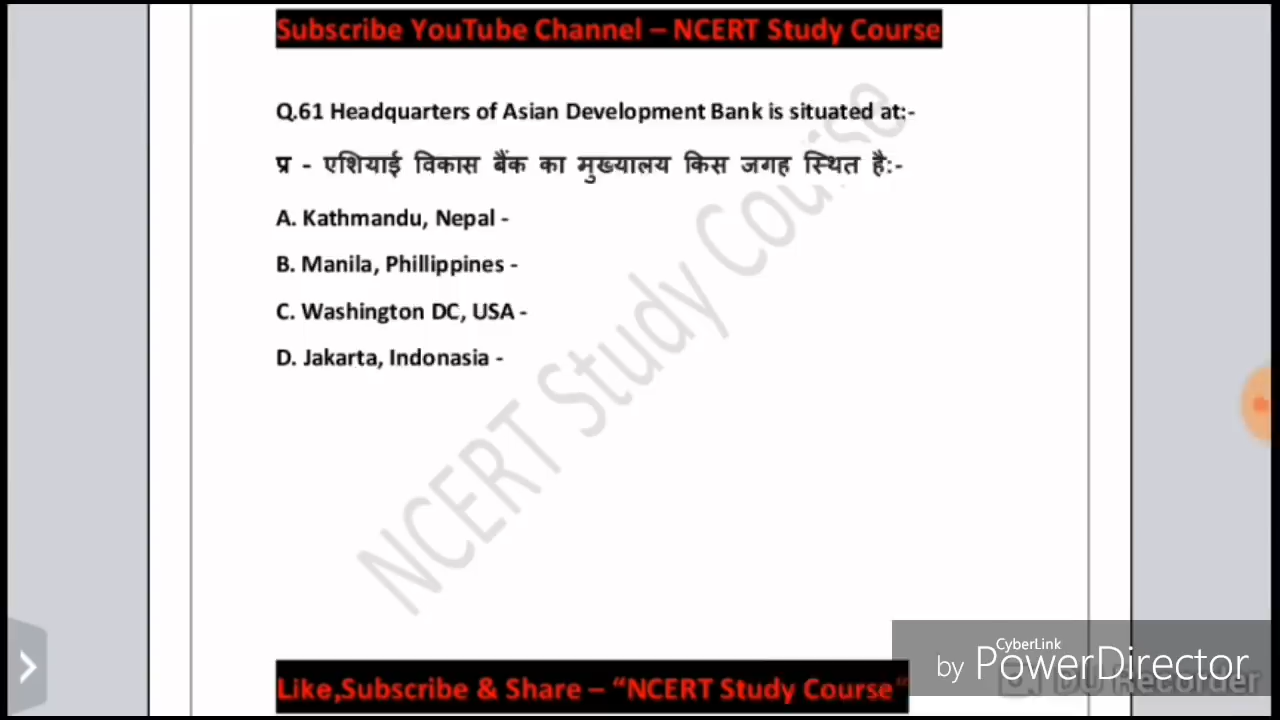 Subscribe YouTube Channel – NCERT Study Course
Q.61 Headquarters of Asian Development Bank is situated at:-
प्र - एशियाई विकास बैंक का मुख्यालय किस जगह स्थित है:-
A. Kathmandu, Nepal -
B. Manila, Phillippines -
C. Washington DC, USA -
D. Jakarta, Indonasia -
NCERT Study Course
CyberLink
by PowerDirector
DU Recorder
Like,Subscribe & Share – “NCERT Study Course”